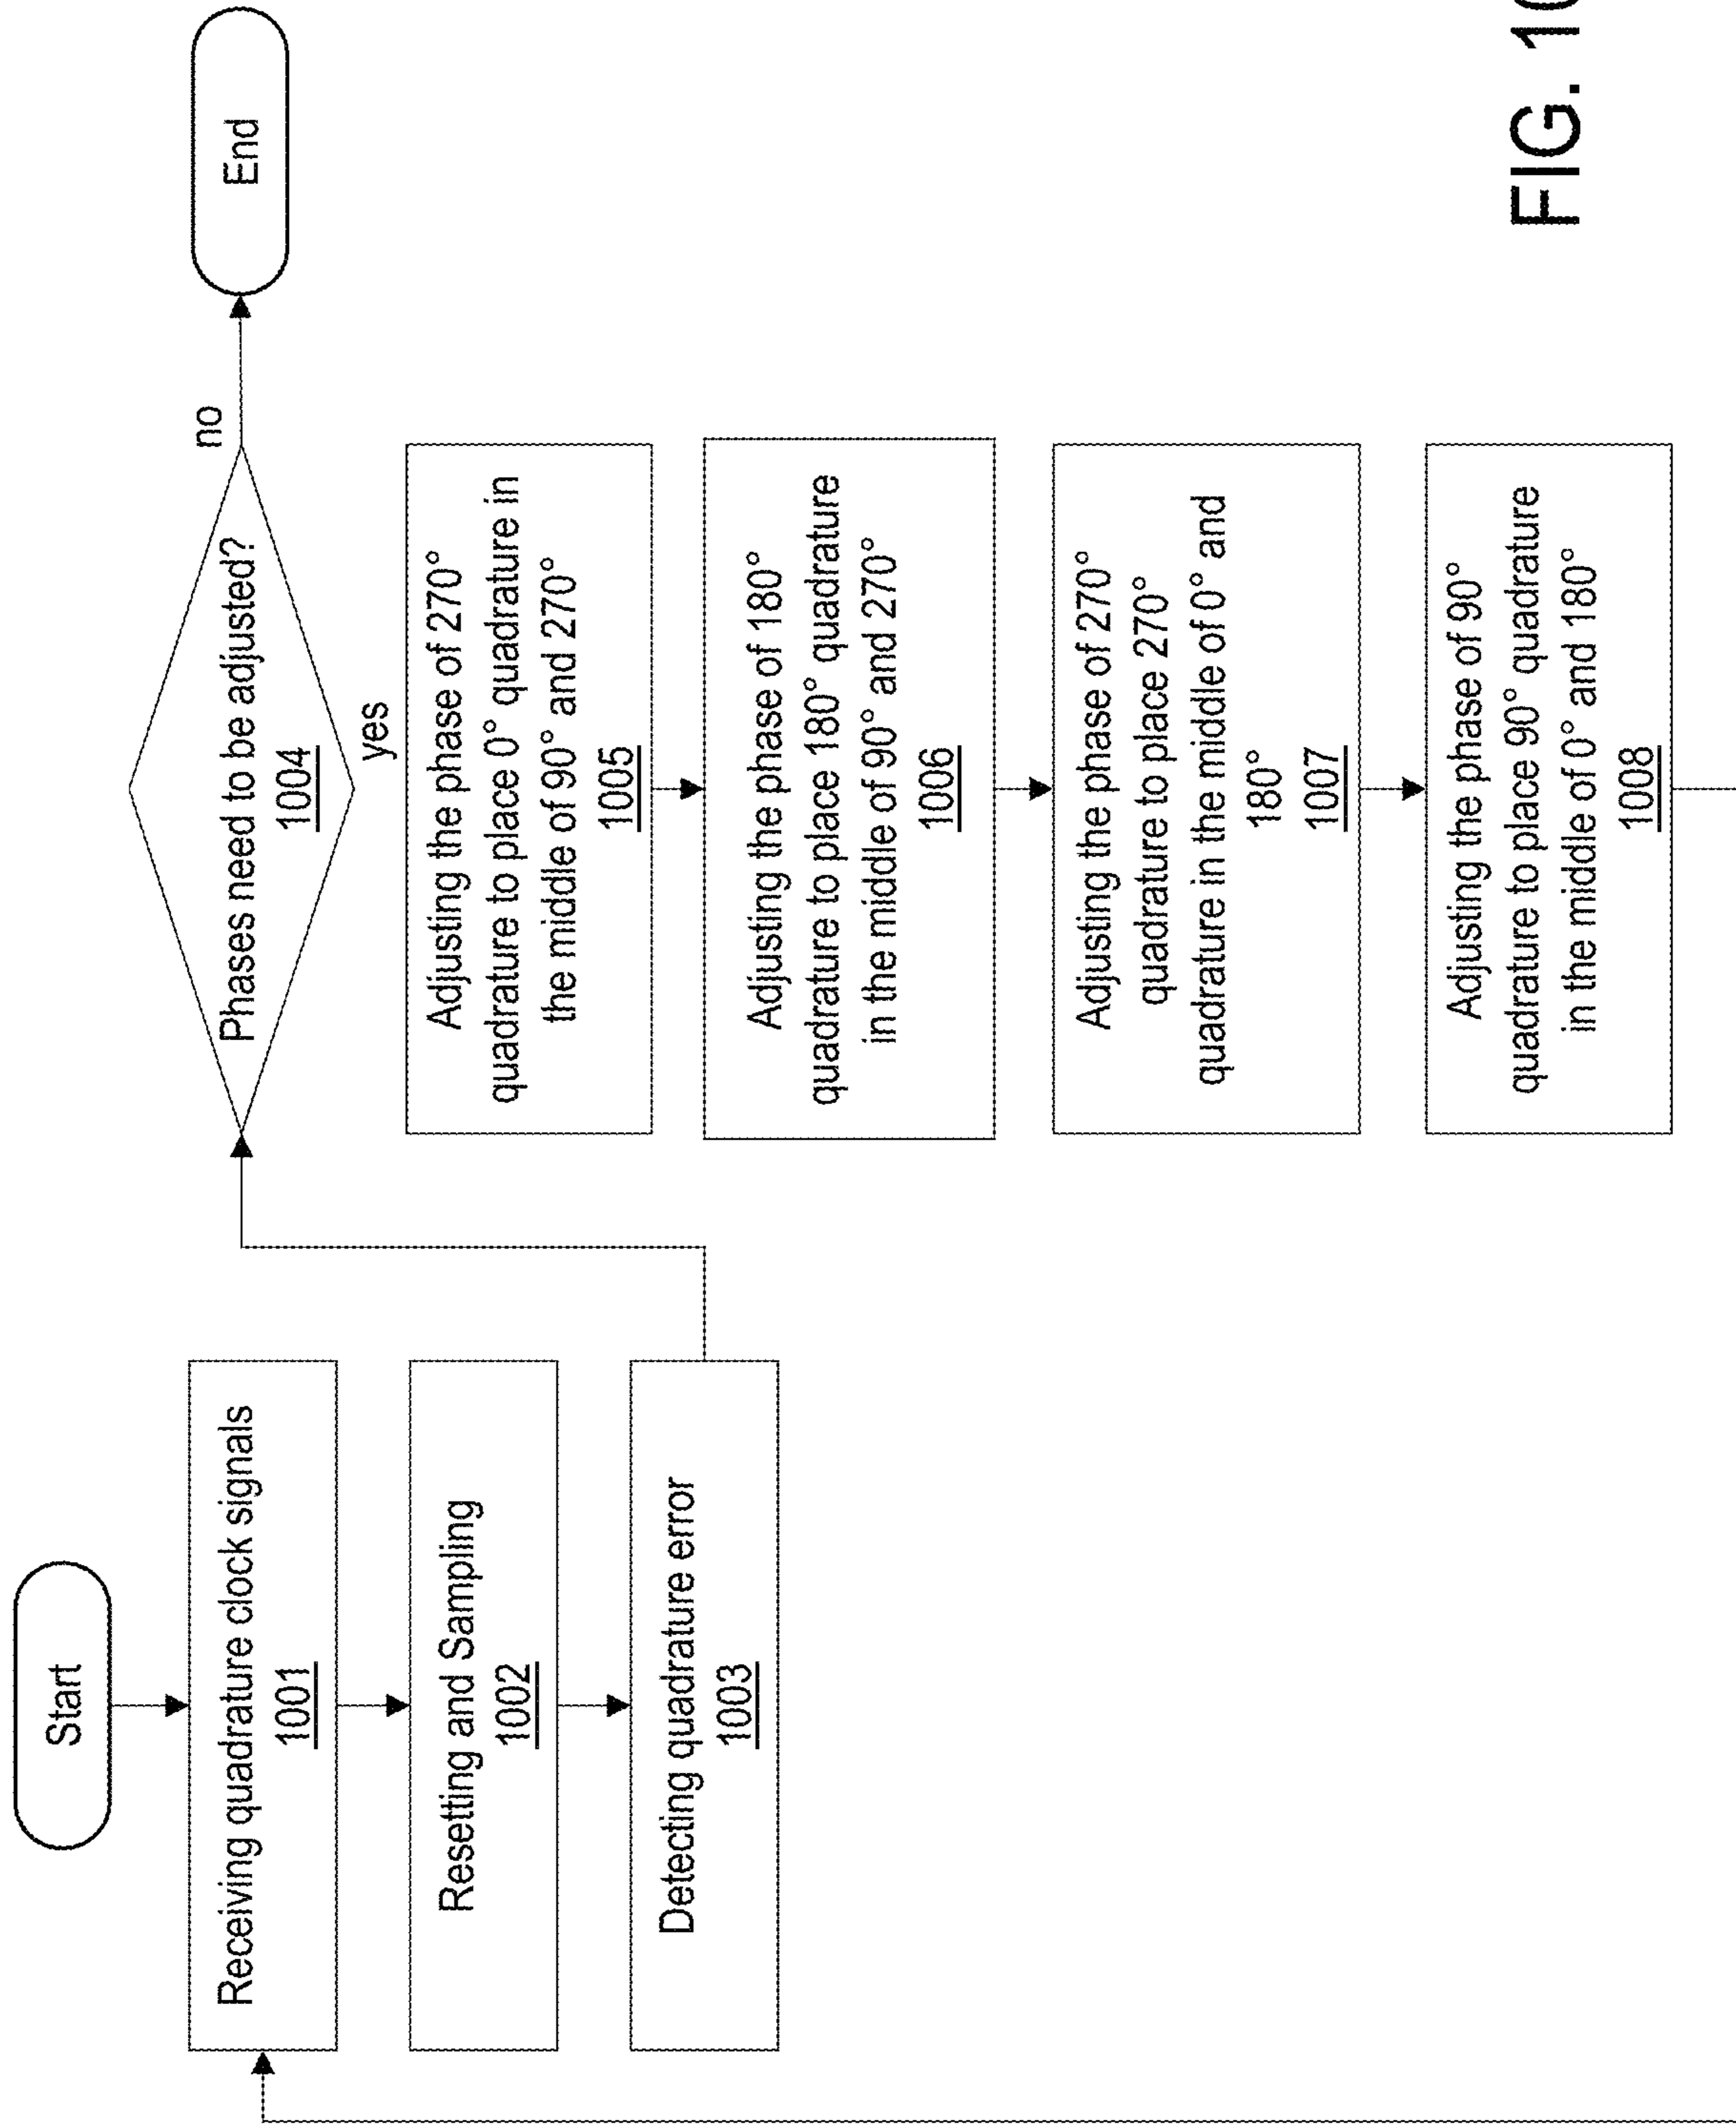 Start
Receiving quadrature clock signals
1001
Resetting and Sampling
1002
Detecting quadrature error
1003
Phases need to be adjusted?
1004
no
End
yes
Adjusting the phase of 270°
quadrature to place 0° quadrature in
the middle of 90° and 270°
1005
Adjusting the phase of 180°
quadrature to place 180° quadrature
in the middle of 90° and 270°
1006
Adjusting the phase of 270°
quadrature to place 270°
quadrature in the middle of 0° and
180°
1007
Adjusting the phase of 90°
quadrature to place 90° quadrature
in the middle of 0° and 180°
1008
FIG. 10